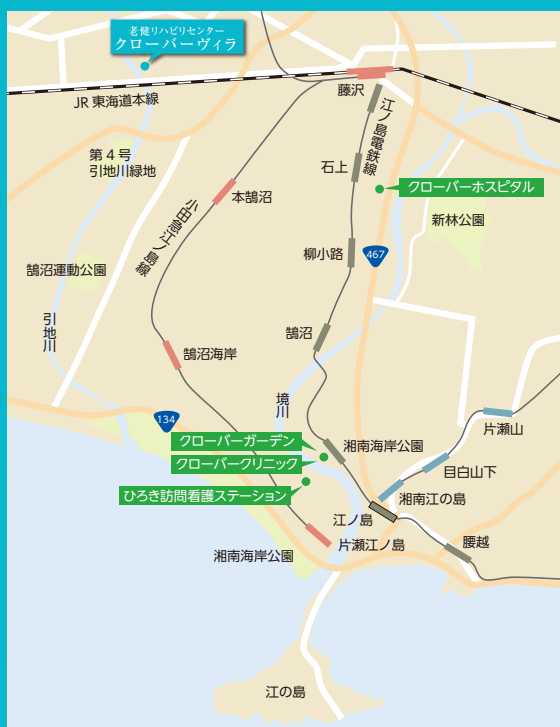 老健リハビリセンター
クローバーヴィラ
藤沢
JR東海道本線
江ノ島電鉄線
第4号
引地川緑地
石上
クローバーホスピタル
本鵠沼
新林公園
小田急江ノ島線
柳小路
467
鵠沼運動公園
引地川
鵠沼
鵠沼海岸
境川
134
片瀬山
クローバーガーデン
湘南海岸公園
クロ―バークリニック
目白山下
ひろき訪問看護ステーション
湘南江の島
江ノ島
片瀬江ノ島
腰越
湘南海岸公園
江の島